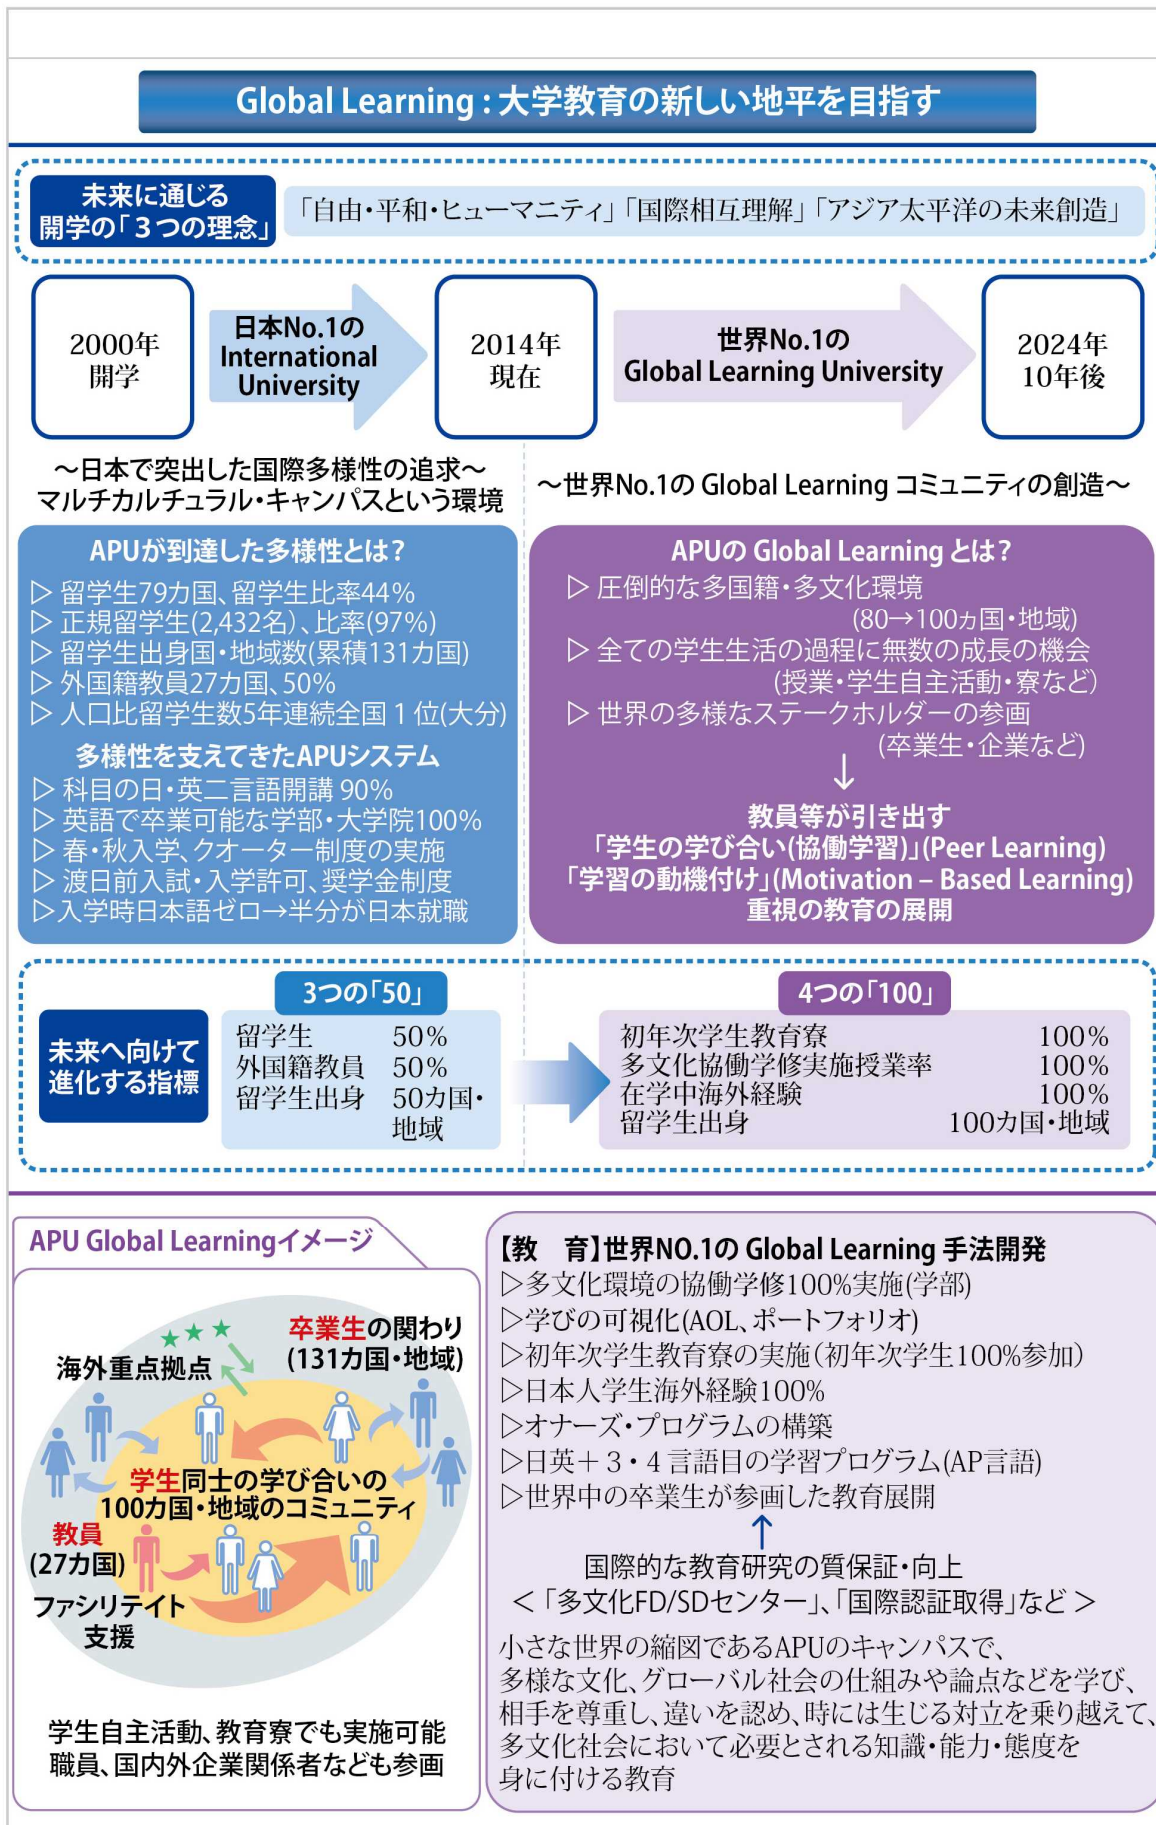 Global Learning : 大学教育の新しい地平を目指す
未来に通じる
開学の「３つの理念」
「自由・平和・ヒューマニティ」「国際相互理解」「アジア太平洋の未来創造」
2000年
開学
日本No.1の
International
University
2014年
現在
世界No.1の
Global Learning University
2024年
10年後
～日本で突出した国際多様性の追求～
マルチカルチュラル・キャンパスという環境
～世界No.1の Global Learning コミュニティの創造～
APUが到達した多様性とは？
▷ 留学生79カ国、留学生比率44%
▷ 正規留学生(2,432名)、比率(97%)
▷ 留学生出身国・地域数(累積131カ国)
▷ 外国籍教員27カ国、50%
▷ 人口比留学生数5年連続全国１位(大分)
多様性を支えてきたAPUシステム
▷ 科目の日・英二言語開講 90%
▷ 英語で卒業可能な学部・大学院100%
▷ 春・秋入学、クオーター制度の実施
▷ 渡日前入試・入学許可、奨学金制度
▷入学時日本語ゼロ→半分が日本就職
APUの Global Learning とは？
▷ 圧倒的な多国籍・多文化環境
(80→100ヵ国・地域)
▷ 全ての学生生活の過程に無数の成長の機会
(授業・学生自主活動・寮など)
▷ 世界の多様なステークホルダーの参画
(卒業生・企業など)
↓
教員等が引き出す
「学生の学び合い(協働学習)」(Peer Learning)
「学習の動機付け」(Motivation – Based Learning)
重視の教育の展開
未来へ向けて
進化する指標
3つの「50」
留学生 50%
外国籍教員 50%
留学生出身 50カ国・
地域
4つの「100」
初年次学生教育寮 100%
多文化協働学修実施授業率 100%
在学中海外経験 100%
留学生出身 100カ国・地域
APU Global Learningイメージ
卒業生の関わり
(131カ国・地域)
海外重点拠点
学生同士の学び合いの
100カ国・地域のコミュニティ
教員
(27カ国)
ファシリテイト
支援
学生自主活動、教育寮でも実施可能
職員、国内外企業関係者なども参画
【教　育】世界NO.1の Global Learning 手法開発
▷多文化環境の協働学修100%実施(学部)
▷学びの可視化(AOL、ポートフォリオ)
▷初年次学生教育寮の実施（初年次学生100%参加）
▷日本人学生海外経験100%
▷オナーズ・プログラムの構築
▷日英＋３・４言語目の学習プログラム(AP言語)
▷世界中の卒業生が参画した教育展開
↑
国際的な教育研究の質保証・向上
＜「多文化FD/SDセンター」、「国際認証取得」など＞
小さな世界の縮図であるAPUのキャンパスで、
多様な文化、グローバル社会の仕組みや論点などを学び、
相手を尊重し、違いを認め、時には生じる対立を乗り越えて、
多文化社会において必要とされる知識・能力・態度を
身に付ける教育